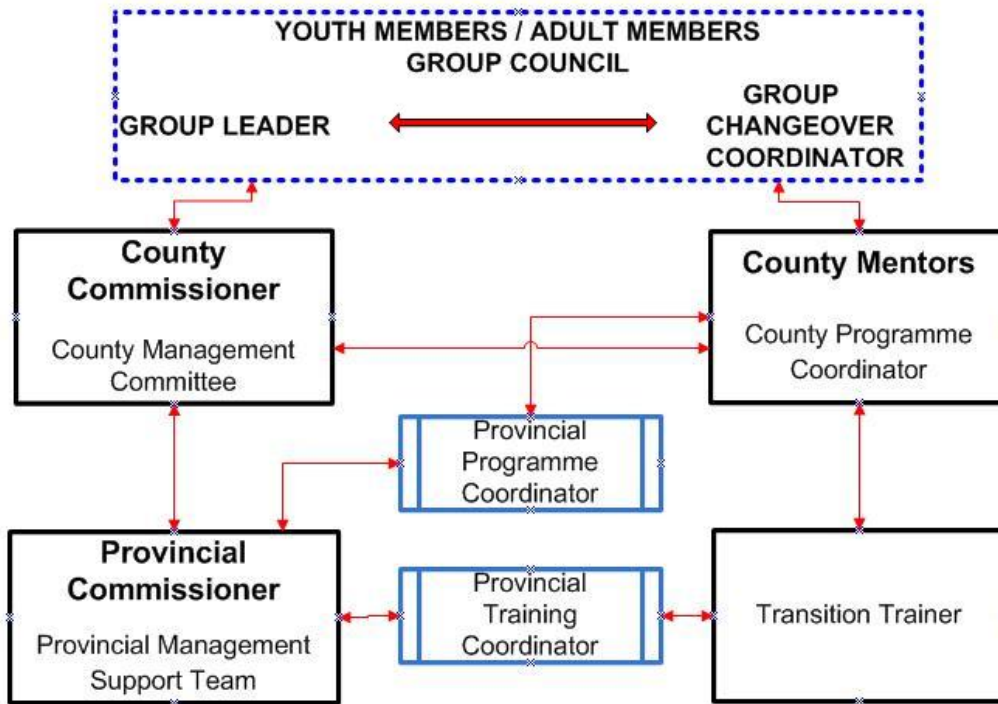 YOUTH MEMBERS / ADULT MEMBERS
GROUP COUNCIL
GROUP LEADER
GROUP
CHANGEOVER
COORDINATOR
County
Commissioner
County Management
Committee
County Mentors
County Programme
Coordinator
Provincial
Programme
Coordinator
Provincial
Commissioner
Provincial Management
Support Team
Provincial
Training
Coordinator
Transition Trainer